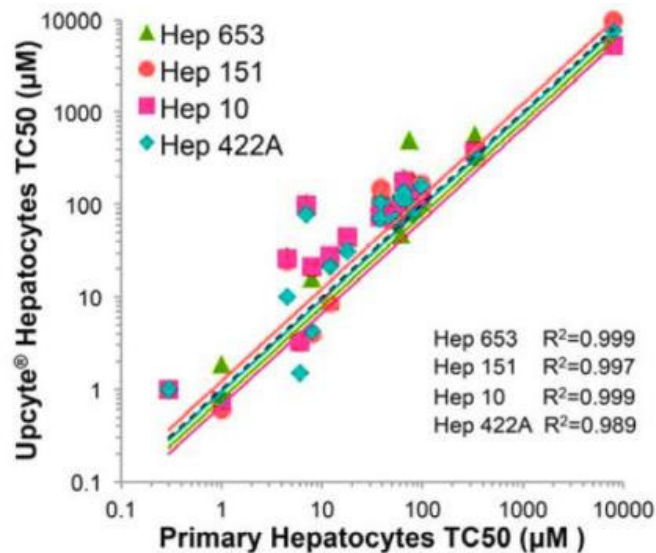 10000
1000
100
10
1
0.1
Upcyte® Hepatocytes TC50 (µM)
Hep 653
Hep 151
Hep 10
Hep 422A
Hep 653 R²=0.999
Hep 151 R²=0.997
Hep 10 R²=0.999
Hep 422A R²=0.989
0.1 1 10 100 1000 10000
Primary Hepatocytes TC50 (µM )